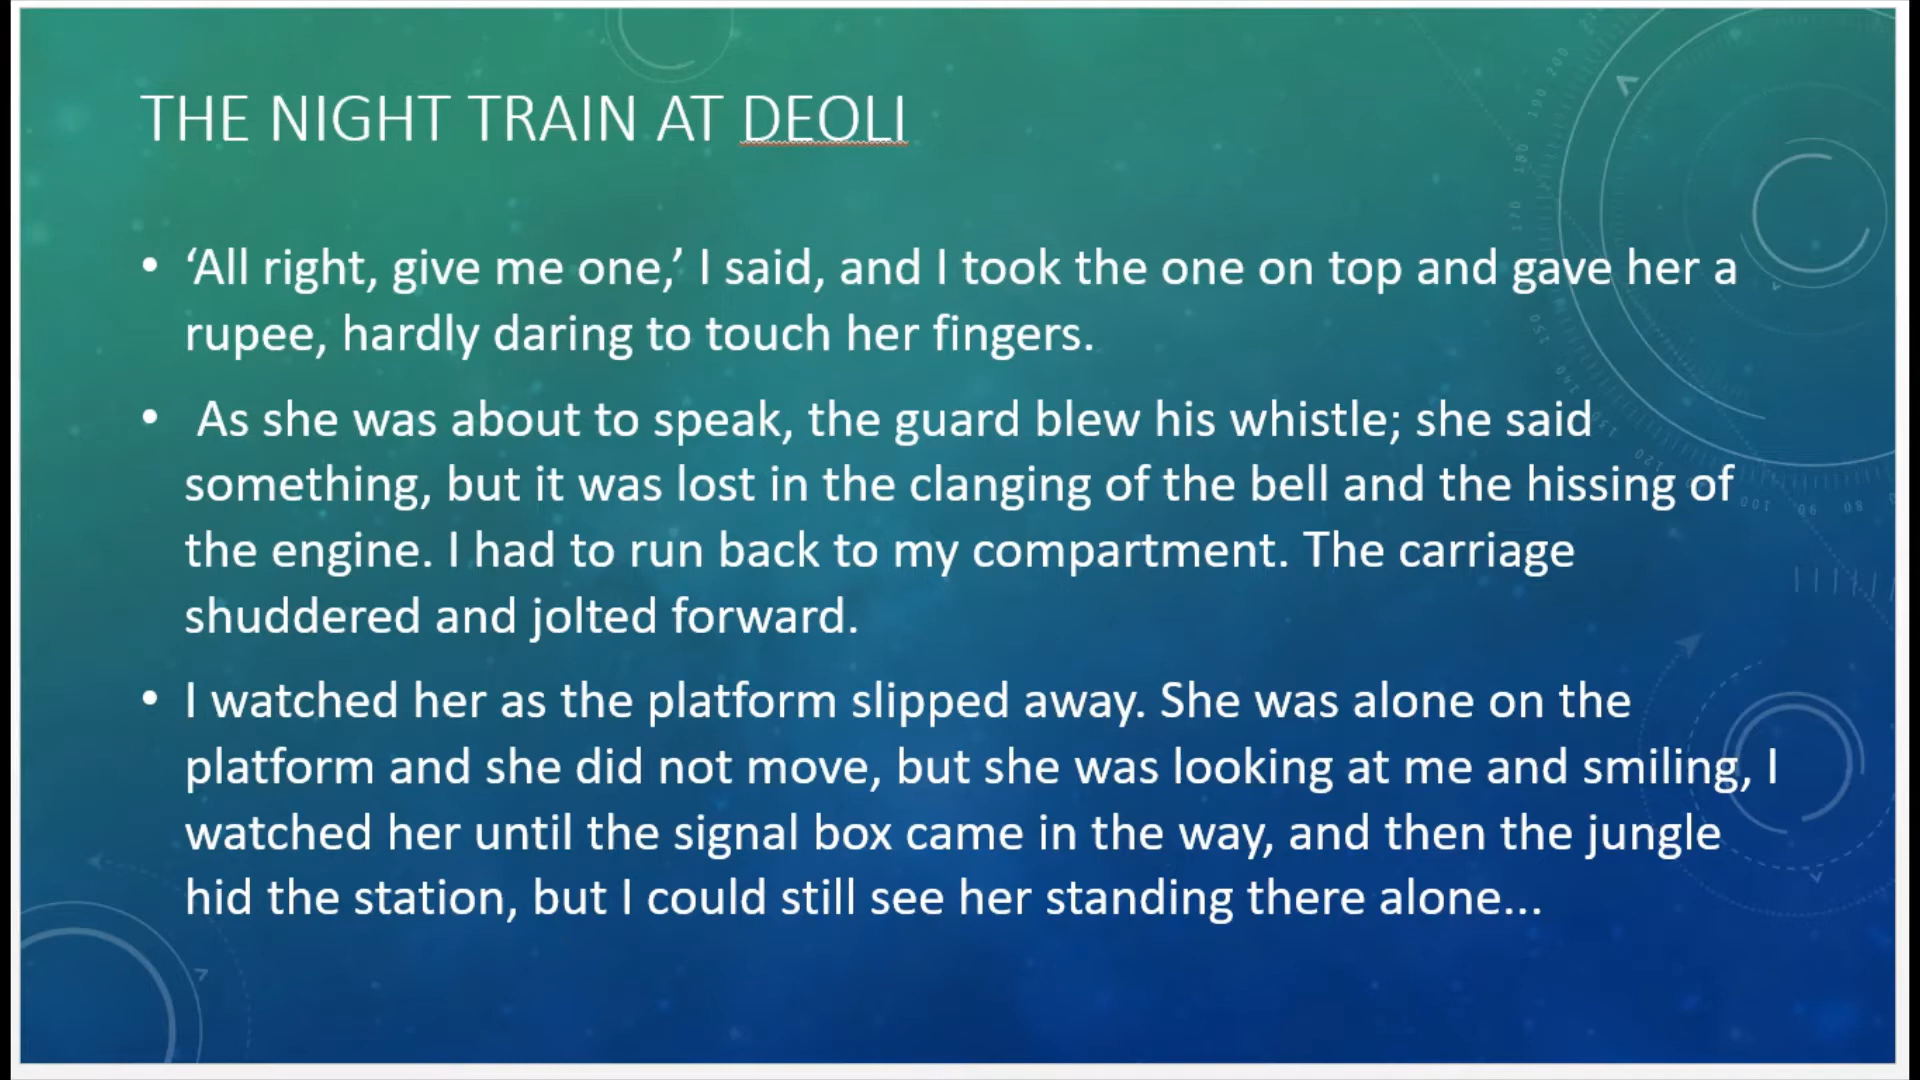 THE NIGHT TRAIN AT DEOLI
• ‘All right, give me one,’ I said, and I took the one on top and gave her a
rupee, hardly daring to touch her fingers.
• As she was about to speak, the guard blew his whistle; she said
something, but it was lost in the clanging of the bell and the hissing of
the engine. I had to run back to my compartment. The carriage
shuddered and jolted forward.
• I watched her as the platform slipped away. She was alone on the
platform and she did not move, but she was looking at me and smiling, I
watched her until the signal box came in the way, and then the jungle
hid the station, but I could still see her standing there alone...